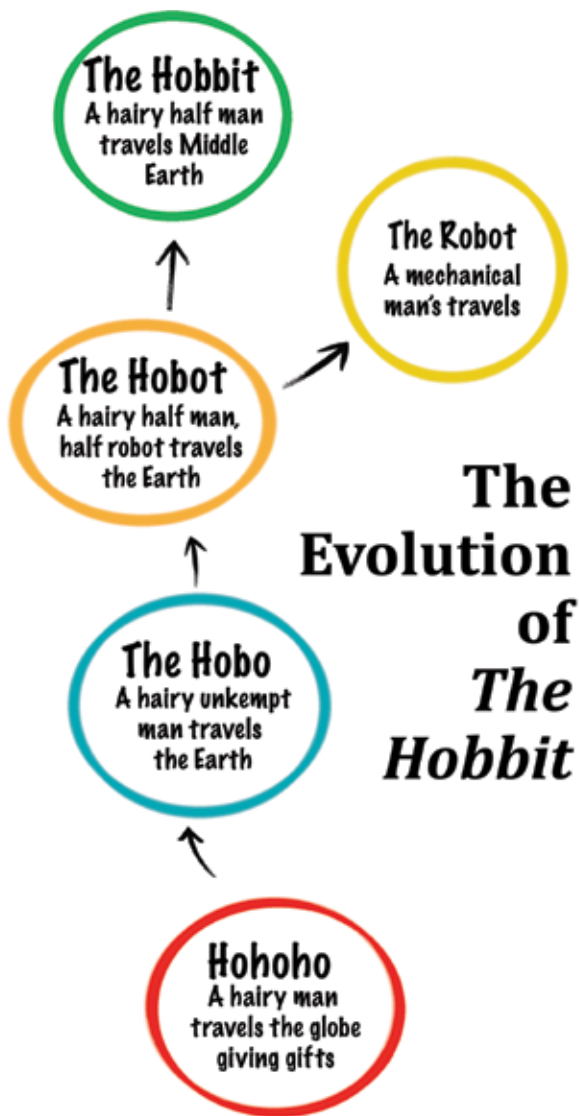 The Hobbit
A hairy half man
travels Middle
Earth
The Robot
A mechanical
man's travels
The Hobot
A hairy half man,
half robot travels
the Earth
The
Evolution
of
The
Hobbit
The Hobo
A hairy unkempt
man travels
the Earth
Hohoho
A hairy man
travels the globe
giving gifts